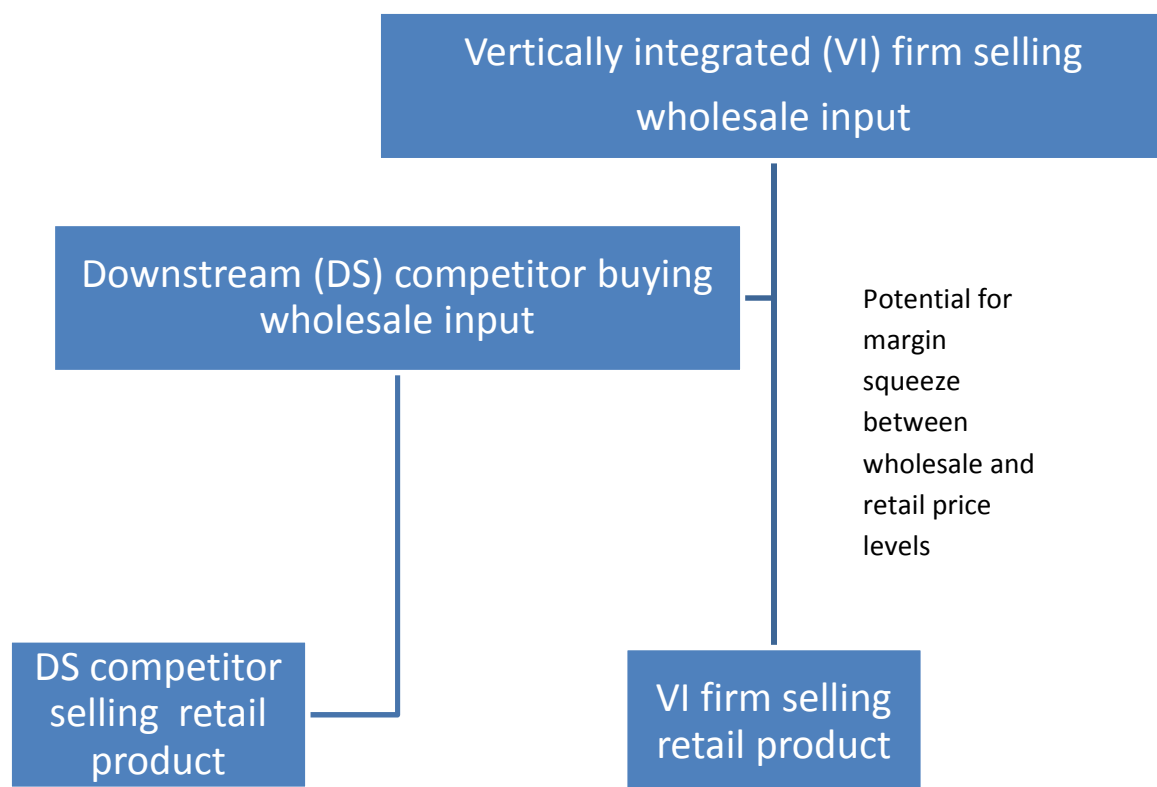 Vertically integrated (VI) firm selling
wholesale input
Downstream (DS) competitor buying
wholesale input
Potential for
margin
squeeze
between
wholesale and
retail price
levels
DS competitor
selling  retail
product
VI firm selling
retail product